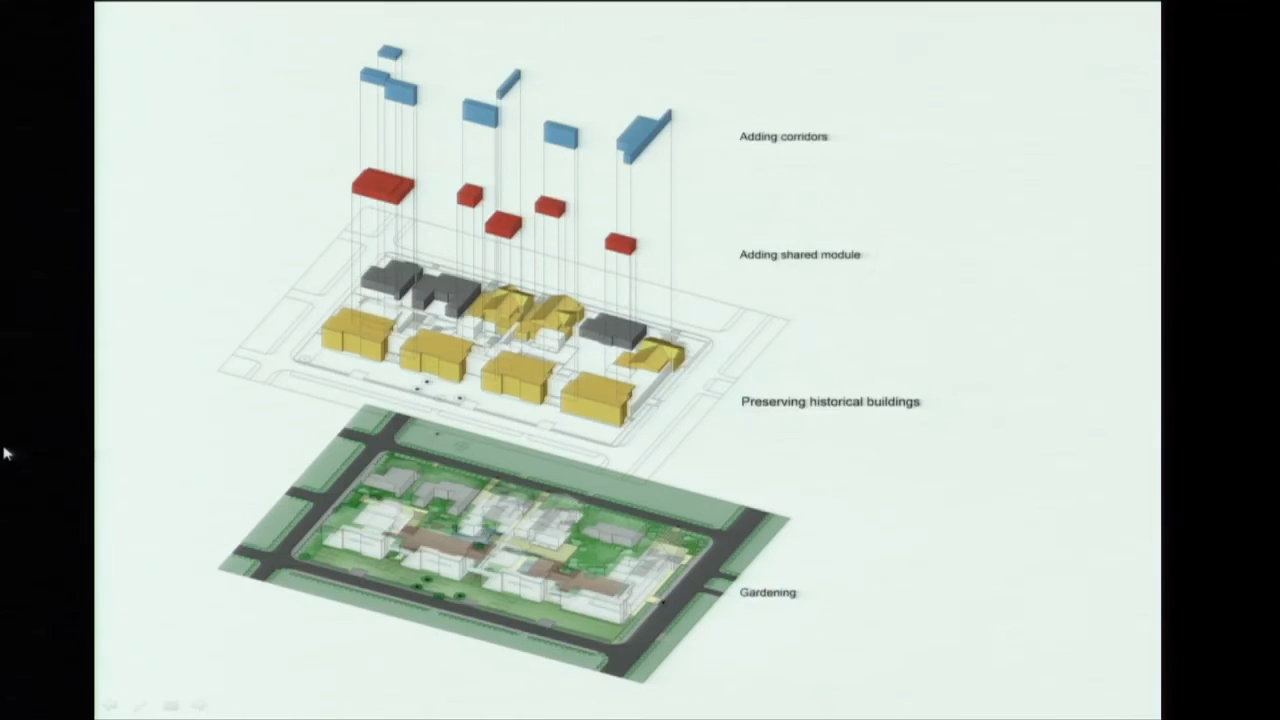 Adding corridors
Adding shared module
Preserving historical buildings
Gardening